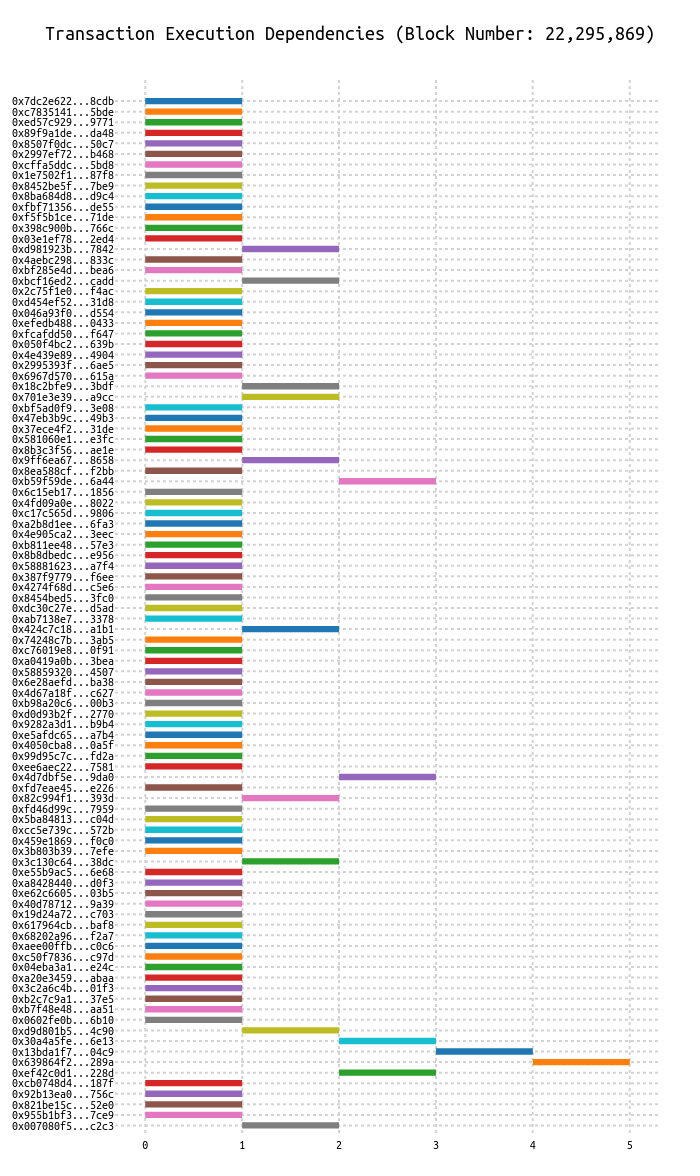 Transaction Execution Dependencies (Block Number: 22,295,869)
0x7dc2e622...8cdb
0xc7835141...5bde
0xed57c929...9771
0x89f9a1de...da48
0x8507f0dc...50c7
0x2997ef72...b468
0xcffa5ddc...5bd8
0x1e7502f1...87f8
0x8452be5f...7be9
0x8ba684d8...d9c4
0xfbf71356...de55
0xf5f5b1ce...71de
0x398c900b...766c
0x03e1ef78...2ed4
0xd981923b...7842
0x4aebc298...833c
0xbf285e4d...bea6
0xbcf16ed2...cadd
0x2c75f1e0...f4ac
0xd454ef52...31d8
0x046a93f0...d554
0xefedb488...0433
0xfcafdd50...f647
0x050f4bc2...639b
0x4e439e89...4904
0x2995393f...6ae5
0x6967d570...615a
0x18c2bfe9...3bdf
0x701e3e39...a9cc
0xbf5ad0f9...3e08
0x47eb3b9c...49b3
0x37ece4f2...31de
0x581060e1...e3fc
0x8b3c3f56...ae1e
0x9ff6ea67...8658
0x8ea588cf...f2bb
0xb59f59de...6a44
0x6c15eb17...1856
0x4fd09a0e...8022
0xc17c565d...9806
0xa2b8d1ee...6fa3
0x4e905ca2...3eec
0xb811ee48...57e3
0x8b8dbedc...e956
0x58881623...a7f4
0x387f9779...f6ee
0x4274f68d...c5e6
0x8454bed5...3fc0
0xdc30c27e...d5ad
0xab7138e7...3378
0x424c7c18...a1b1
0x74248c7b...3ab5
0xc76019e8...0f91
0xa0419a0b...3bea
0x58859320...4507
0x6e28aefd...ba38
0x4d67a18f...c627
0xb98a20c6...00b3
0xd0d93b2f...2770
0x9282a3d1...b9b4
0xe5afdc65...a7b4
0x4050cba8...0a5f
0x99d95c7c...fd2a
0xee6aec22...7581
0x4d7dbf5e...9da0
0xfd7eae45...e226
0x82c994f1...393d
0xfd46d99c...7959
0x5ba84813...c04d
0xcc5e739c...572b
0x459e1869...f0c0
0x3b803b39...7efe
0x3c130c64...38dc
0xe55b9ac5...6e68
0xa8428440...d0f3
0xe62c6605...03b5
0x40d78712...9a39
0x19d24a72...c703
0x617964cb...baf8
0x68202a96...f2a7
0xaee00ffb...c0c6
0xc50f7836...c97d
0x04eba3a1...e24c
0xa20e3459...abaa
0x3c2a6c4b...01f3
0xb2c7c9a1...37e5
0xb7f48e48...aa51
0x0602fe0b...6b10
0xd9d801b5...4c90
0x30a4a5fe...6e13
0x13bda1f7...04c9
0x639864f2...289a
0xef42c0d1...228d
0xcb0748d4...187f
0x92b13ea0...756c
0x821be15c...52e0
0x955b1bf3...7ce9
0x007080f5...c2c3
0 1 2 3 4 5